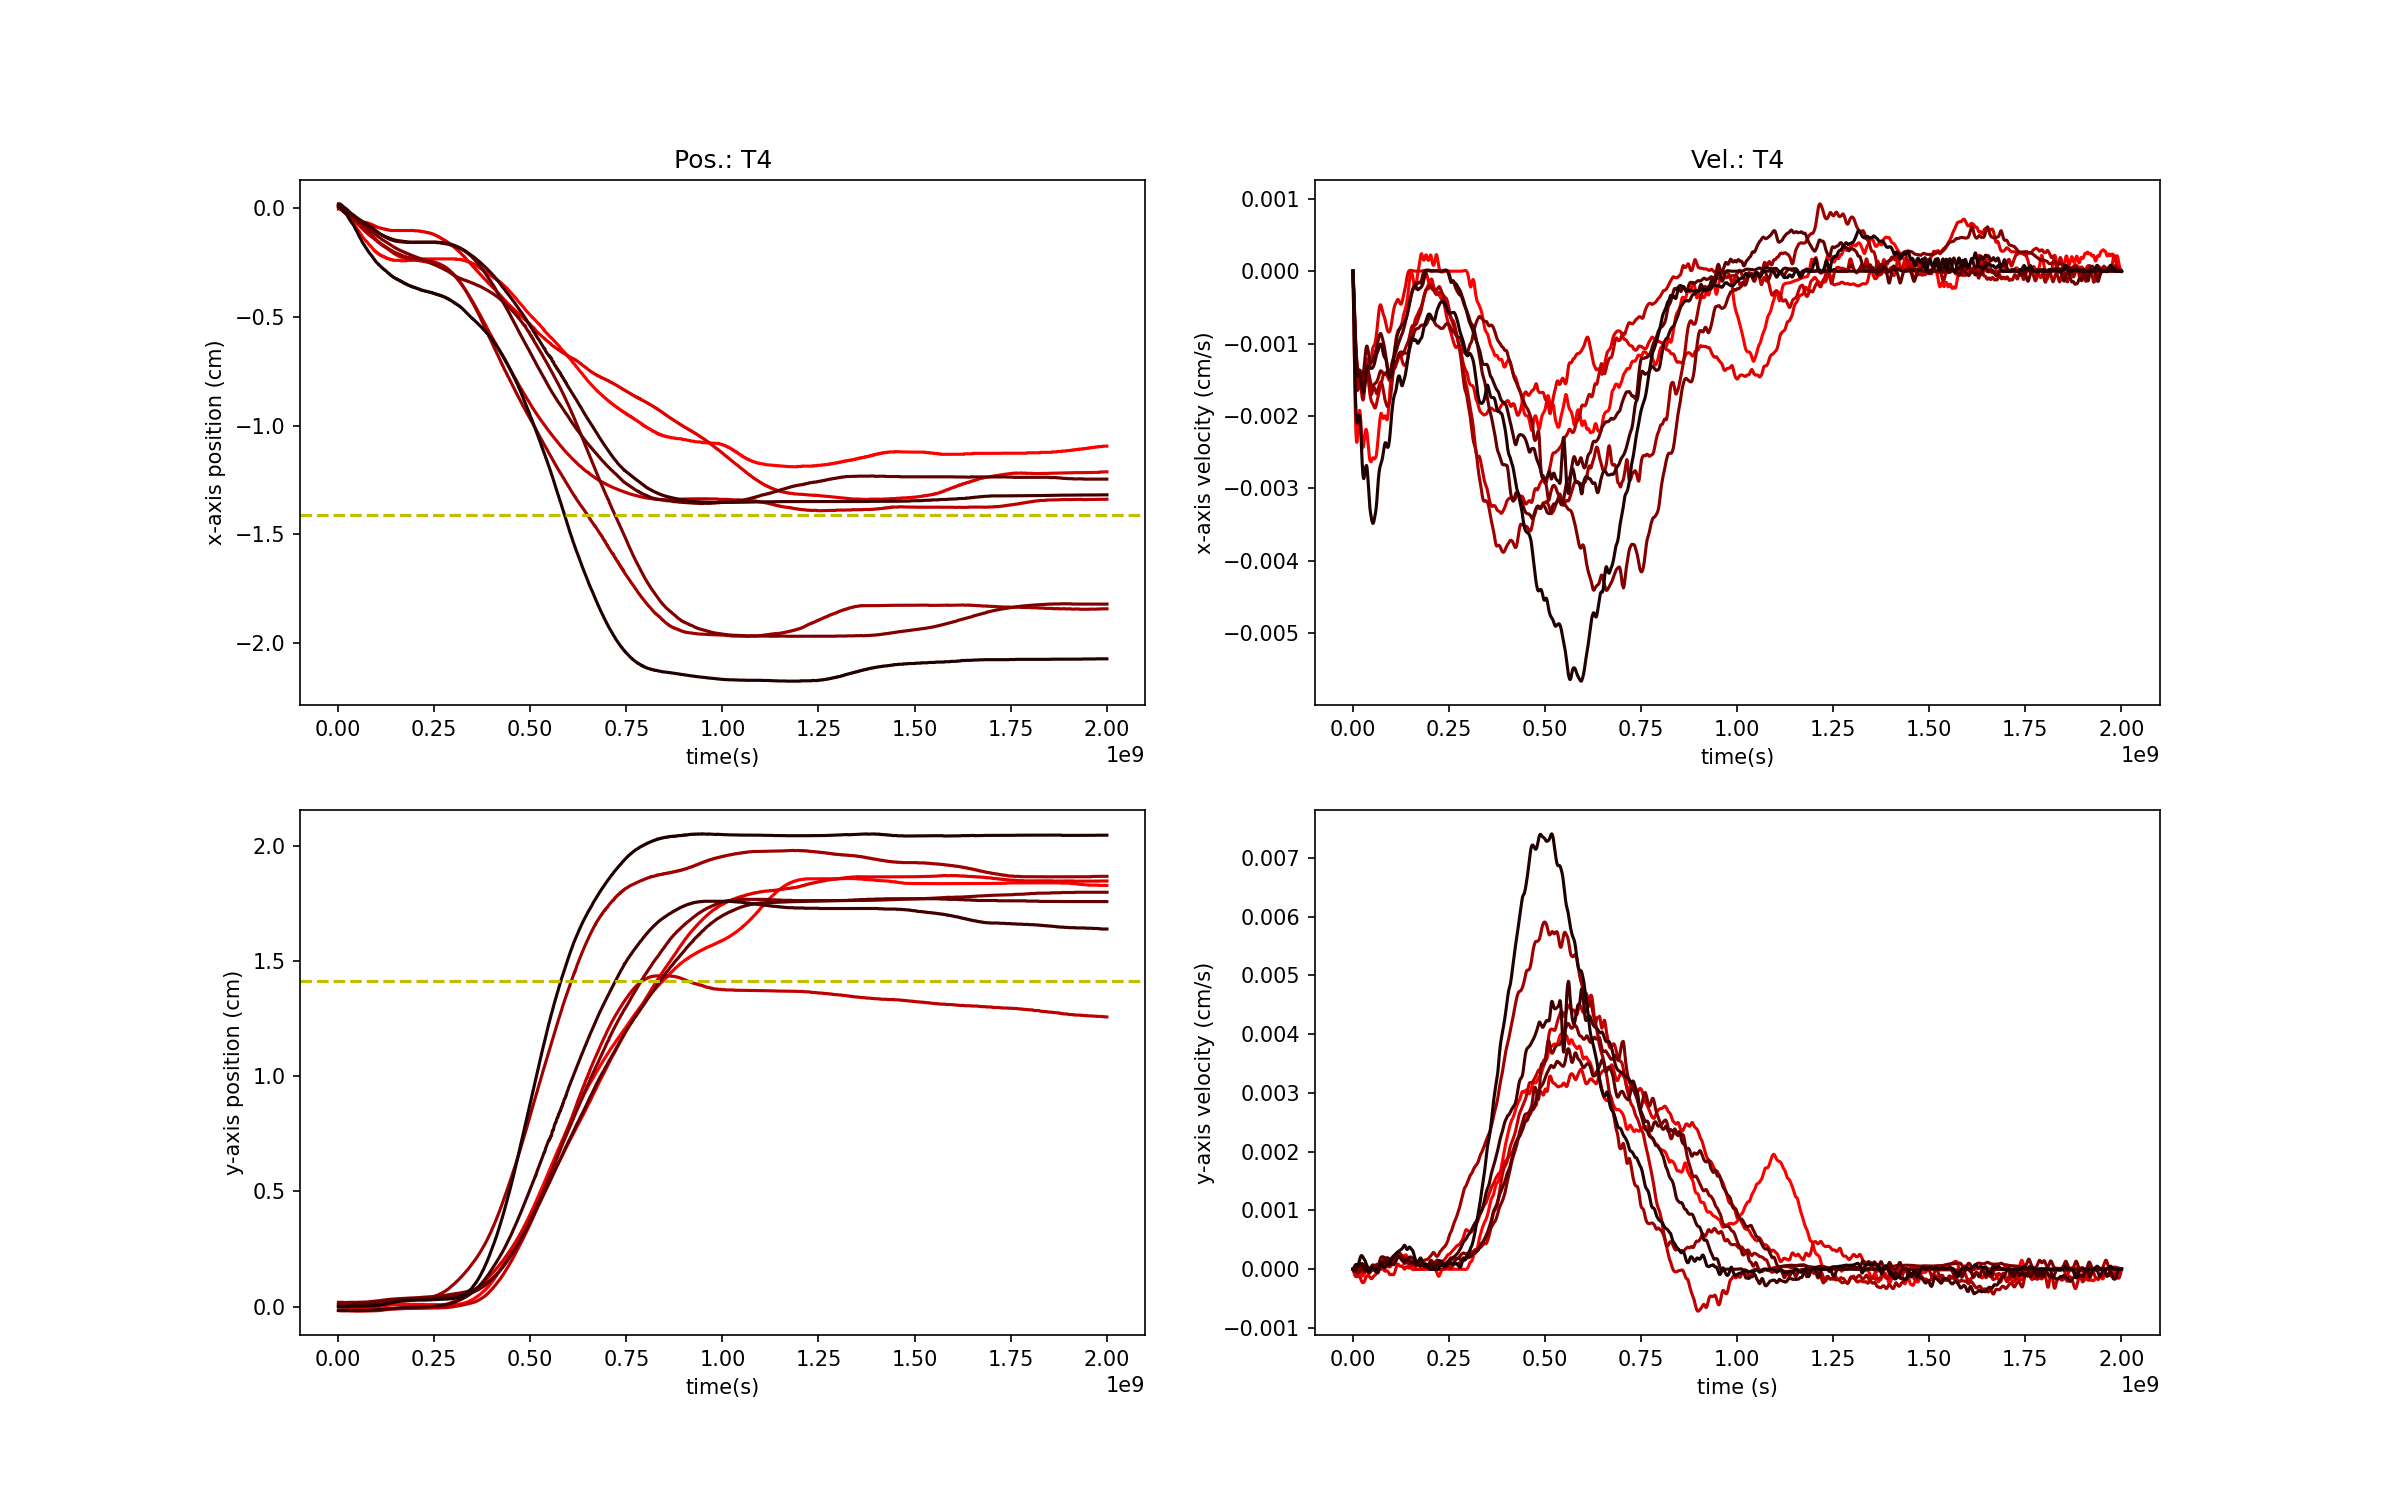 Pos.: T4
Vel.: T4
x-axis position (cm)
0.0
−0.5
−1.0
−1.5
−2.0
0.00 0.25 0.50 0.75 1.00 1.25 1.50 1.75 2.00
time(s)
1e9
x-axis velocity (cm/s)
0.001
0.000
−0.001
−0.002
−0.003
−0.004
−0.005
0.00 0.25 0.50 0.75 1.00 1.25 1.50 1.75 2.00
time(s)
1e9
y-axis position (cm)
2.0
1.5
1.0
0.5
0.0
0.00 0.25 0.50 0.75 1.00 1.25 1.50 1.75 2.00
time(s)
1e9
y-axis velocity (cm/s)
0.007
0.006
0.005
0.004
0.003
0.002
0.001
0.000
−0.001
0.00 0.25 0.50 0.75 1.00 1.25 1.50 1.75 2.00
time (s)
1e9